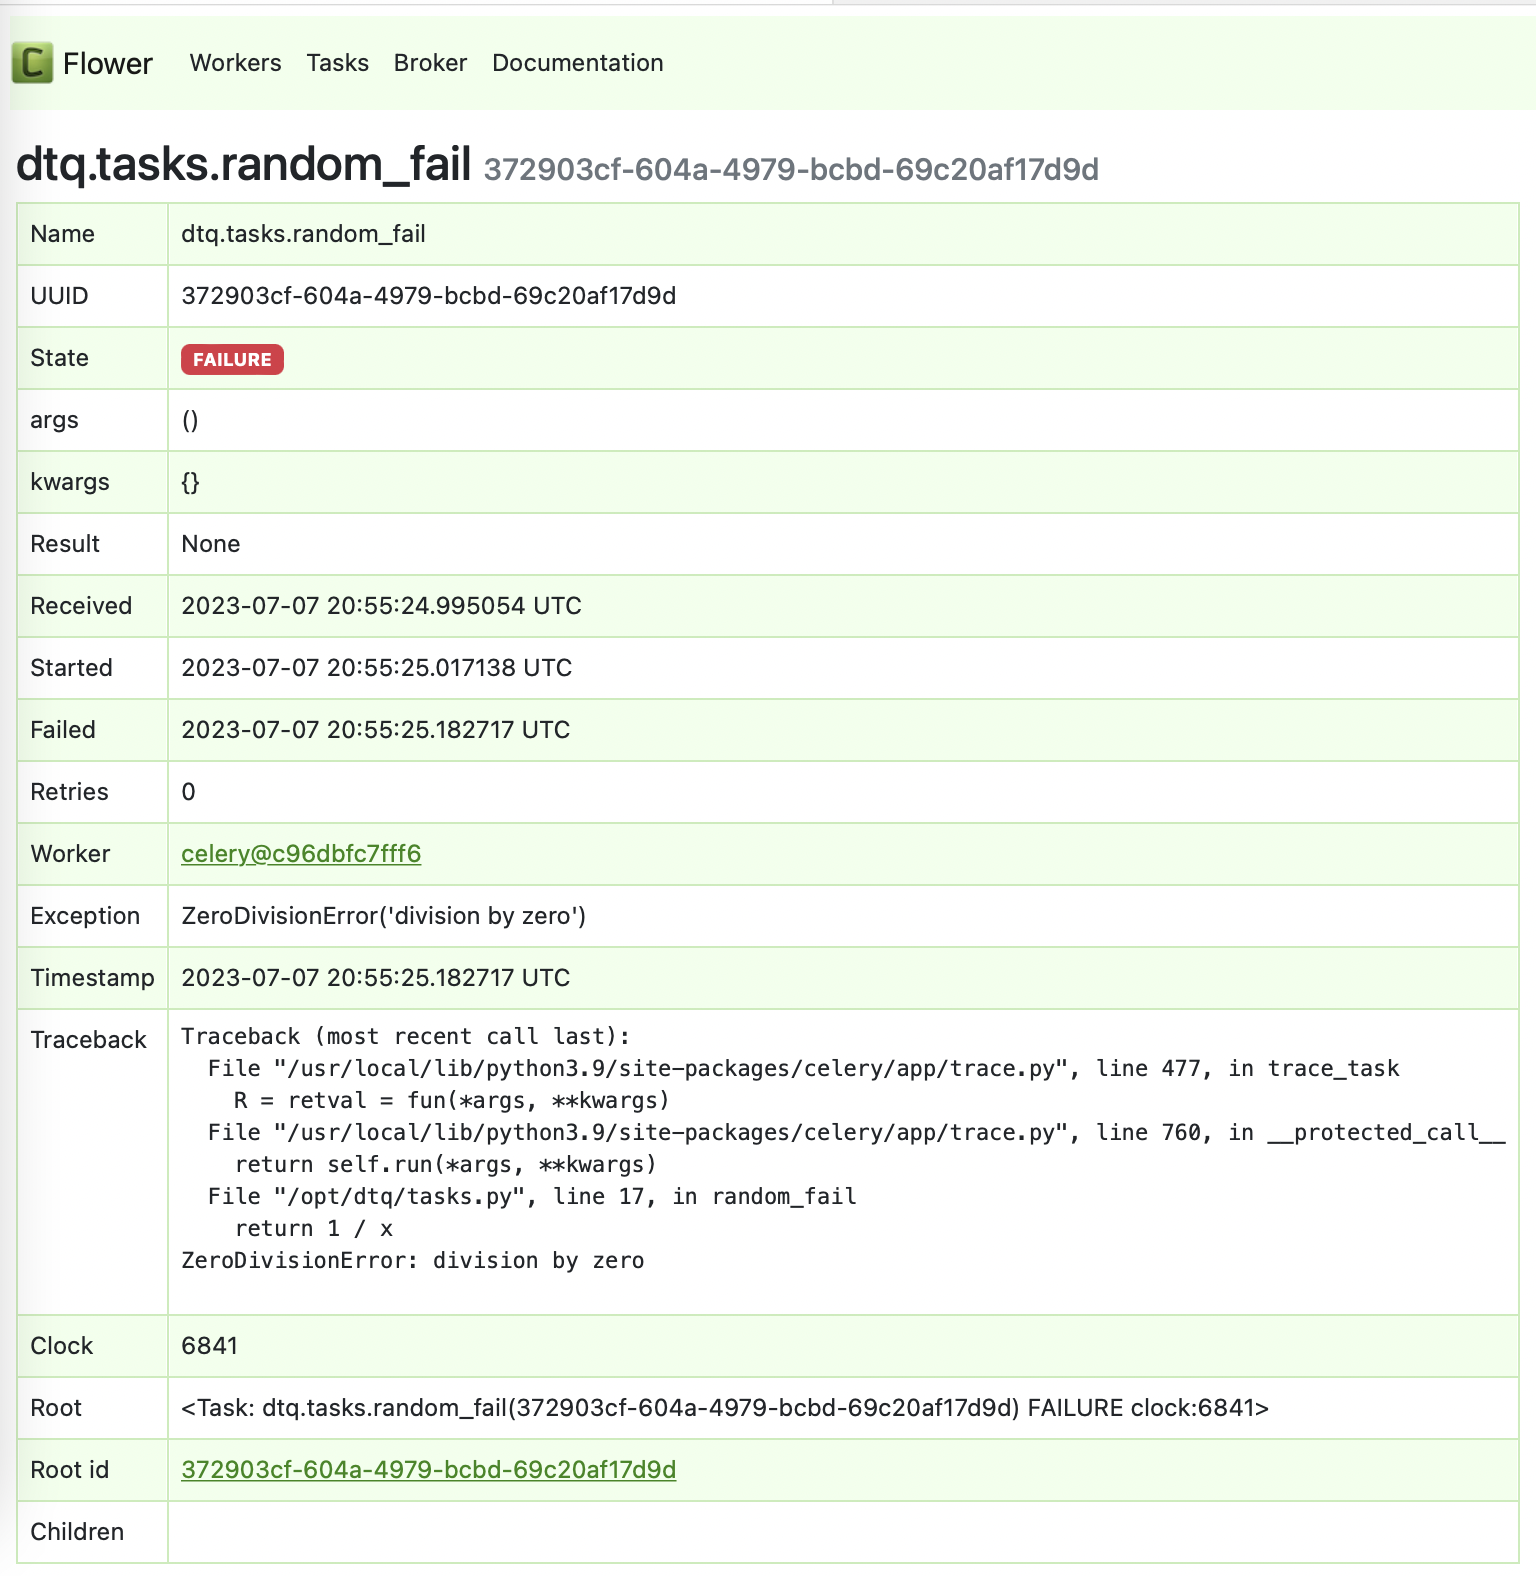 Flower Workers Tasks Broker Documentation
dtq.tasks.random_fail 372903cf-604a-4979-bcbd-69c20af17d9d
Name dtq.tasks.random_fail
UUID 372903cf-604a-4979-bcbd-69c20af17d9d
State FAILURE
args ()
kwargs {}
Result None
Received 2023-07-07 20:55:24.995054 UTC
Started 2023-07-07 20:55:25.017138 UTC
Failed 2023-07-07 20:55:25.182717 UTC
Retries 0
Worker celery@c96dbfc7fff6
Exception ZeroDivisionError('division by zero')
Timestamp 2023-07-07 20:55:25.182717 UTC
Traceback Traceback (most recent call last):
File "/usr/local/lib/python3.9/site-packages/celery/app/trace.py", line 477, in trace_task
R = retval = fun(*args, **kwargs)
File "/usr/local/lib/python3.9/site-packages/celery/app/trace.py", line 760, in __protected_call__
return self.run(*args, **kwargs)
File "/opt/dtq/tasks.py", line 17, in random_fail
return 1 / x
ZeroDivisionError: division by zero
Clock 6841
Root <Task: dtq.tasks.random_fail(372903cf-604a-4979-bcbd-69c20af17d9d) FAILURE clock:6841>
Root id 372903cf-604a-4979-bcbd-69c20af17d9d
Children